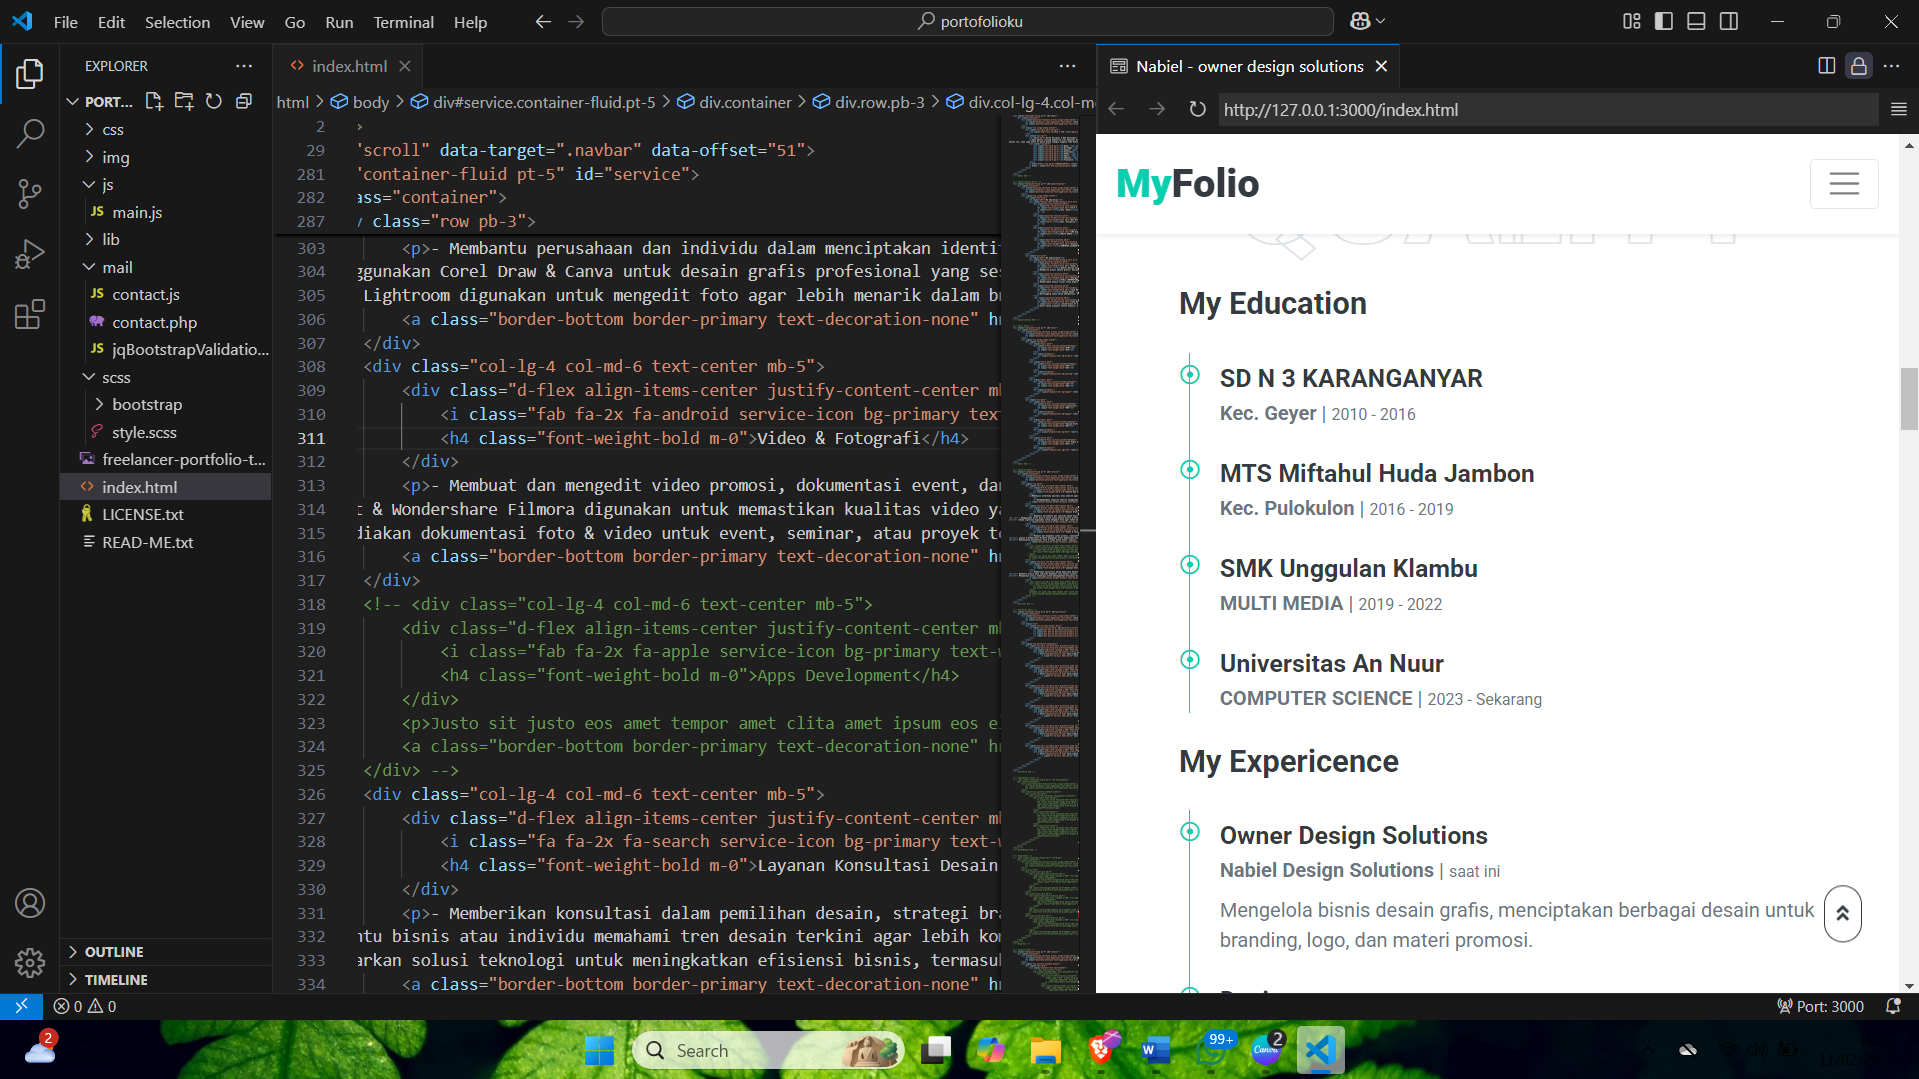 File Edit Selection View Go Run Terminal Help
portofolioku
EXPLORER
PORT...
css
img
js
JS main.js
lib
mail
JS contact.js
contact.php
JS jqBootstrapValidatio...
scss
bootstrap
style.scss
freelancer-portfolio-t...
<> index.html
LICENSE.txt
READ-ME.txt
OUTLINE
TIMELINE
<> index.html
html > body > div#service.container-fluid.pt-5 > div.container > div.row.pb-3 > div.col-lg-4.col-m
2 >
29 "scroll" data-target=".navbar" data-offset="51">
281 "container-fluid pt-5" id="service">
282 ass="container">
287 / class="row pb-3">
303 <p>- Membantu perusahaan dan individu dalam menciptakan identit
304 ggunakan Corel Draw & Canva untuk desain grafis profesional yang ses
305 Lightroom digunakan untuk mengedit foto agar lebih menarik dalam br
306 <a class="border-bottom border-primary text-decoration-none" hr
307 </div>
308 <div class="col-lg-4 col-md-6 text-center mb-5">
309 <div class="d-flex align-items-center justify-content-center mb
310 <i class="fab fa-2x fa-android service-icon bg-primary text
311 <h4 class="font-weight-bold m-0">Video & Fotografi</h4>
312 </div>
313 <p>- Membuat dan mengedit video promosi, dokumentasi event, dan
314 t & Wondershare Filmora digunakan untuk memastikan kualitas video ya
315 diakan dokumentasi foto & video untuk event, seminar, atau proyek te
316 <a class="border-bottom border-primary text-decoration-none" hr
317 </div>
318 <!-- <div class="col-lg-4 col-md-6 text-center mb-5">
319 <div class="d-flex align-items-center justify-content-center mb
320 <i class="fab fa-2x fa-apple service-icon bg-primary text-w
321 <h4 class="font-weight-bold m-0">Apps Development</h4>
322 </div>
323 <p>Justo sit justo eos amet tempor amet clita amet ipsum eos el
324 <a class="border-bottom border-primary text-decoration-none" hr
325 </div> -->
326 <div class="col-lg-4 col-md-6 text-center mb-5">
327 <div class="d-flex align-items-center justify-content-center mb
328 <i class="fa fa-2x fa-search service-icon bg-primary text-w
329 <h4 class="font-weight-bold m-0">Layanan Konsultasi Desain
330 </div>
331 <p>- Memberikan konsultasi dalam pemilihan desain, strategi bra
332 ntu bisnis atau individu memahami tren desain terkini agar lebih kom
333 arkan solusi teknologi untuk meningkatkan efisiensi bisnis, termasuk
334 <a class="border-bottom border-primary text-decoration-none" hr
Nabiel - owner design solutions
http://127.0.0.1:3000/index.html
MyFolio
My Education
SD N 3 KARANGANYAR
Kec. Geyer | 2010 - 2016
MTS Miftahul Huda Jambon
Kec. Pulokulon | 2016 - 2019
SMK Unggulan Klambu
MULTI MEDIA | 2019 - 2022
Universitas An Nuur
COMPUTER SCIENCE | 2023 - Sekarang
My Expericence
Owner Design Solutions
Nabiel Design Solutions | saat ini
Mengelola bisnis desain grafis, menciptakan berbagai desain untuk
branding, logo, dan materi promosi.
0 0
Port: 3000
2
Search
99+
Canva
2